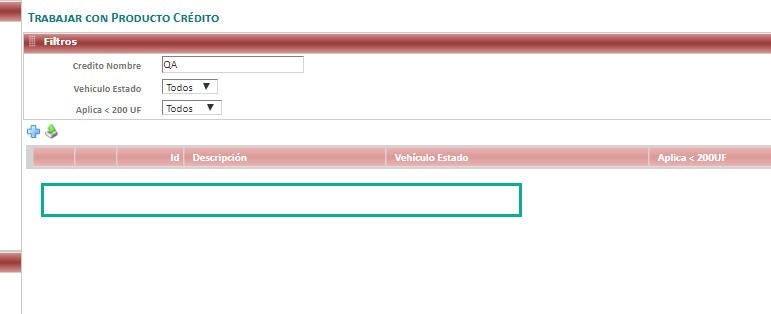 TRABAJAR CON PRODUCTO CRÉDITO
Filtros
Credito Nombre QA
Vehiculo Estado Todos
Aplica < 200 UF Todos
Id Descripción Vehículo Estado Aplica < 200UF